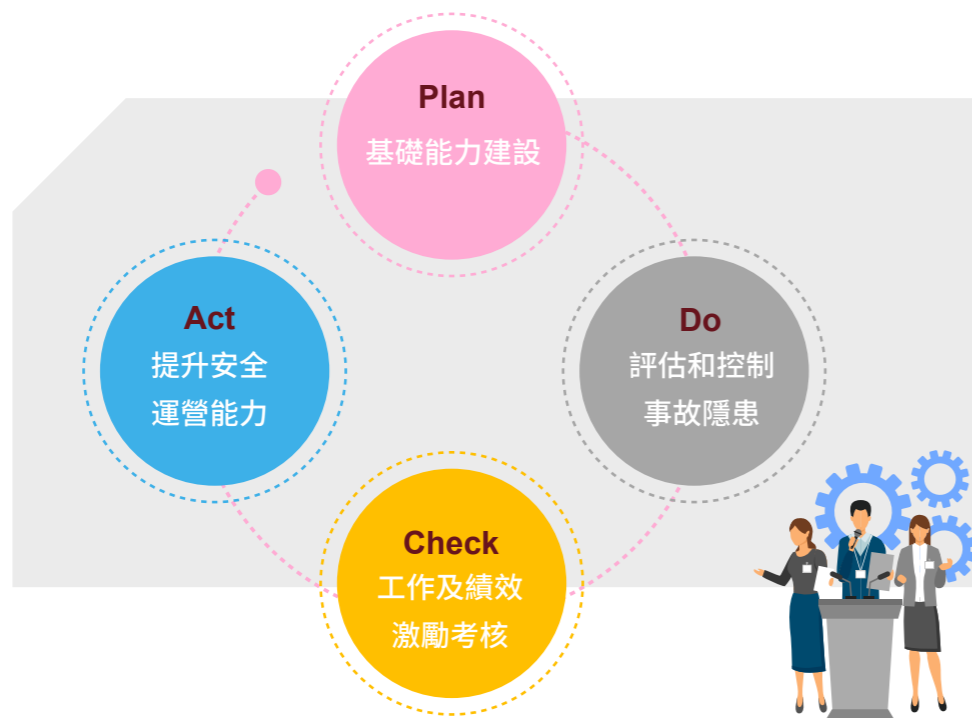 Plan
基礎能力建設
Act
提升安全
運營能力
Do
評估和控制
事故隱患
Check
工作及績效
激勵考核